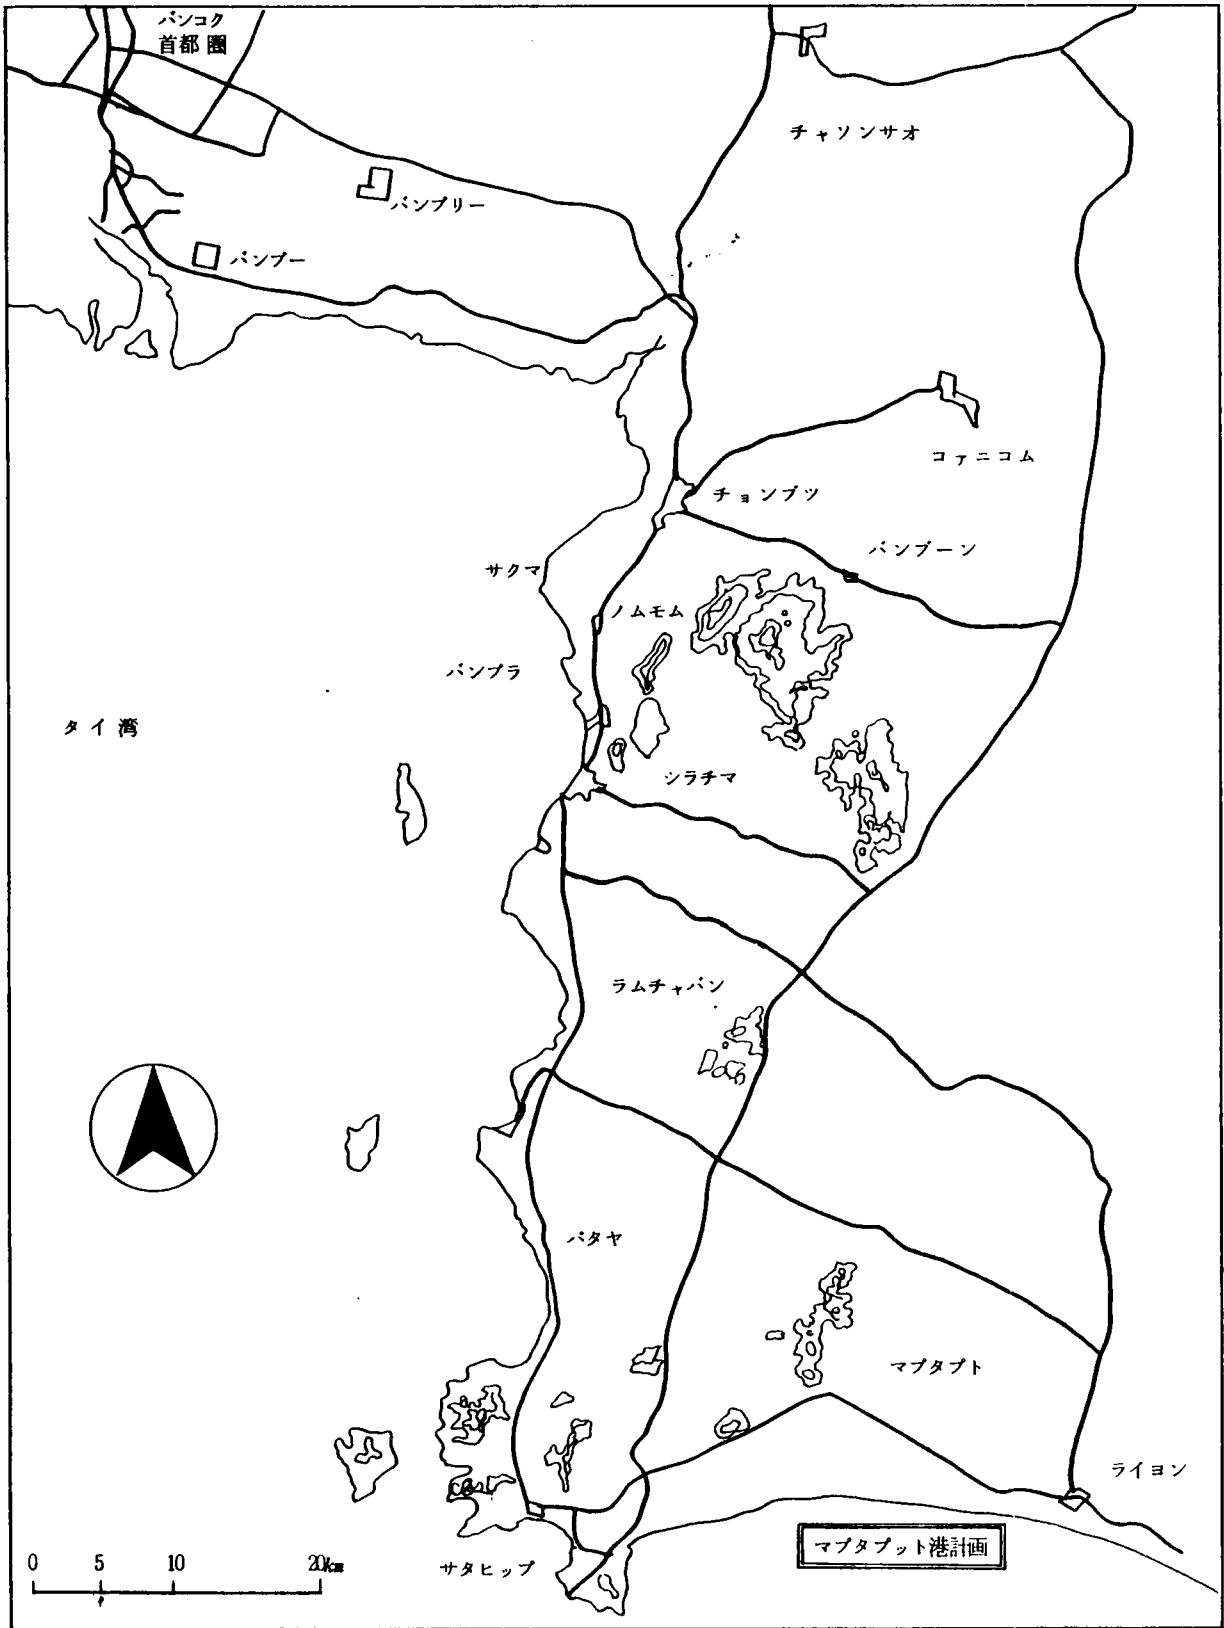 バンコク
首都圏
チャソンサオ
バンプリー
バンプー
コァニコム
チョンブツ
バンブーン
サクマ
ノムモム
バンプラ
タイ湾
シラチマ
ラムチャバン
パタヤ
マプタプト
ライヨン
マプタプット港計画
サタヒップ
0 5 10 20km